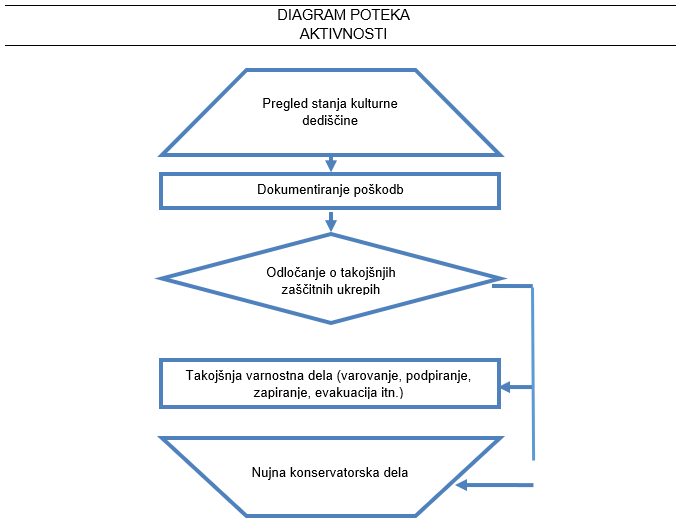 DIAGRAM POTEKA
AKTIVNOSTI
Pregled stanja kulturne
dediščine
Dokumentiranje poškodb
Odločanje o takojšnjih
zaščitnih ukrepih
Takojšnja varnostna dela (varovanje, podpiranje,
zapiranje, evakuacija itn.)
Nujna konservatorska dela